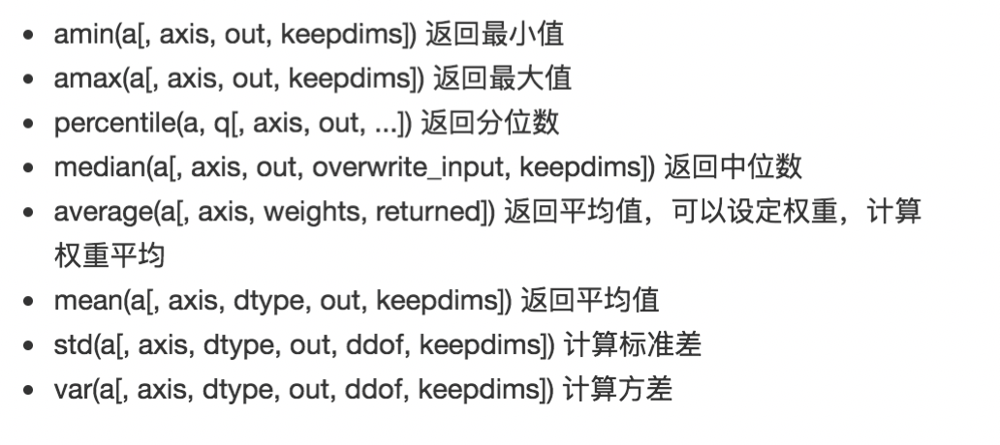 • amin(a[, axis, out, keepdims]) 返回最小值
• amax(a[, axis, out, keepdims]) 返回最大值
• percentile(a, q[, axis, out, ...]) 返回分位数
• median(a[, axis, out, overwrite_input, keepdims]) 返回中位数
• average(a[, axis, weights, returned]) 返回平均值，可以设定权重，计算
权重平均
• mean(a[, axis, dtype, out, keepdims]) 返回平均值
• std(a[, axis, dtype, out, ddof, keepdims]) 计算标准差
• var(a[, axis, dtype, out, ddof, keepdims]) 计算方差